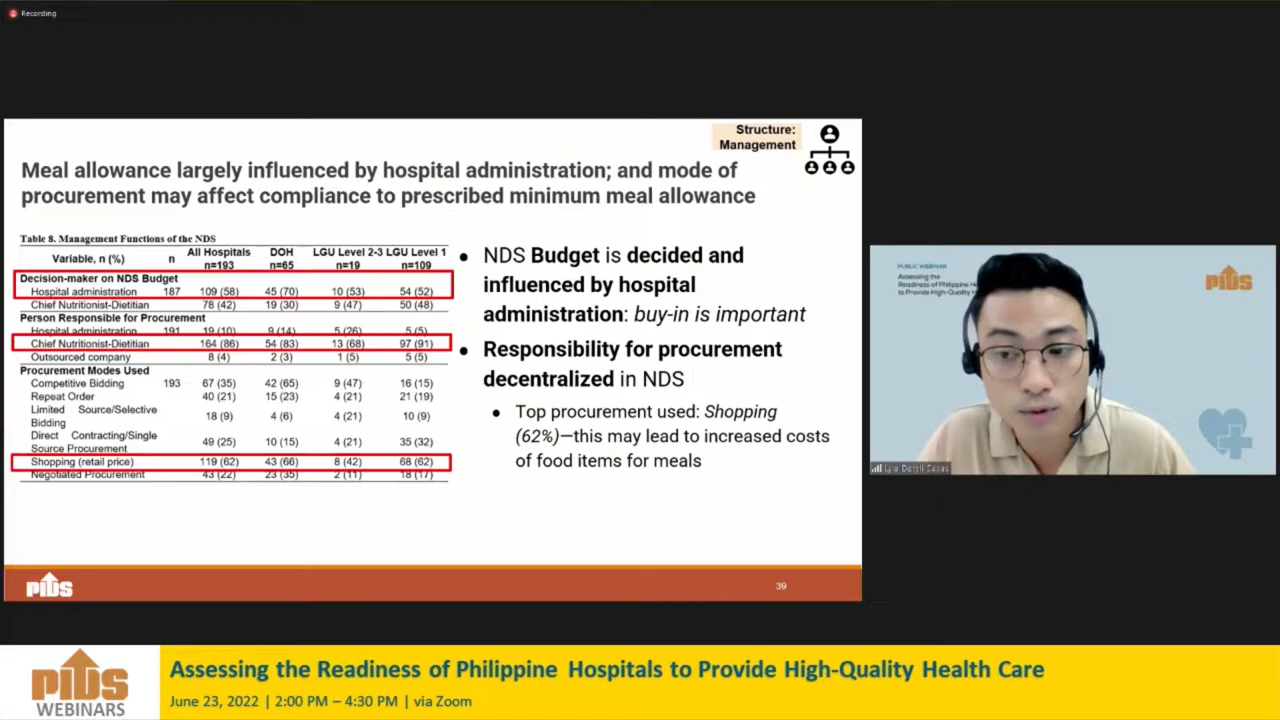 Recording
Structure:
Management
Meal allowance largely influenced by hospital administration; and mode of
procurement may affect compliance to prescribed minimum meal allowance
Table 8. Management Functions of the NDS
Variable, n (%) n All Hospitals n=193 DOH n=65 LGU Level 2-3 n=19 LGU Level 1 n=109
Decision-maker on NDS Budget
Hospital administration 187 109 (58) 45 (70) 10 (53) 54 (52)
Chief Nutritionist-Dietitian 78 (42) 19 (30) 9 (47) 50 (48)
Person Responsible for Procurement
Hospital administration 191 19 (10) 9 (14) 5 (26) 5 (5)
Chief Nutritionist-Dietitian 164 (86) 54 (83) 13 (68) 97 (91)
Outsourced company 8 (4) 2 (3) 1 (5) 5 (5)
Procurement Modes Used
Competitive Bidding 193 67 (35) 42 (65) 9 (47) 16 (15)
Repeat Order 40 (21) 15 (23) 4 (21) 21 (19)
Limited Source/Selective
Bidding 18 (9) 4 (6) 4 (21) 10 (9)
Direct Contracting/Single
Source Procurement 49 (25) 10 (15) 4 (21) 35 (32)
Shopping (retail price) 119 (62) 43 (66) 8 (42) 68 (62)
Negotiated Procurement 43 (22) 23 (35) 2 (11) 18 (17)
• NDS Budget is decided and
influenced by hospital
administration: buy-in is important
• Responsibility for procurement
decentralized in NDS
• Top procurement used: Shopping
(62%)—this may lead to increased costs
of food items for meals
PIDS
39
PUBLIC WEBINAR
Assessing the
Readiness of Philippine
to Provide High-Quality
PIDS
PIDS
WEBINARS
Assessing the Readiness of Philippine Hospitals to Provide High-Quality Health Care
June 23, 2022 | 2:00 PM – 4:30 PM | via Zoom